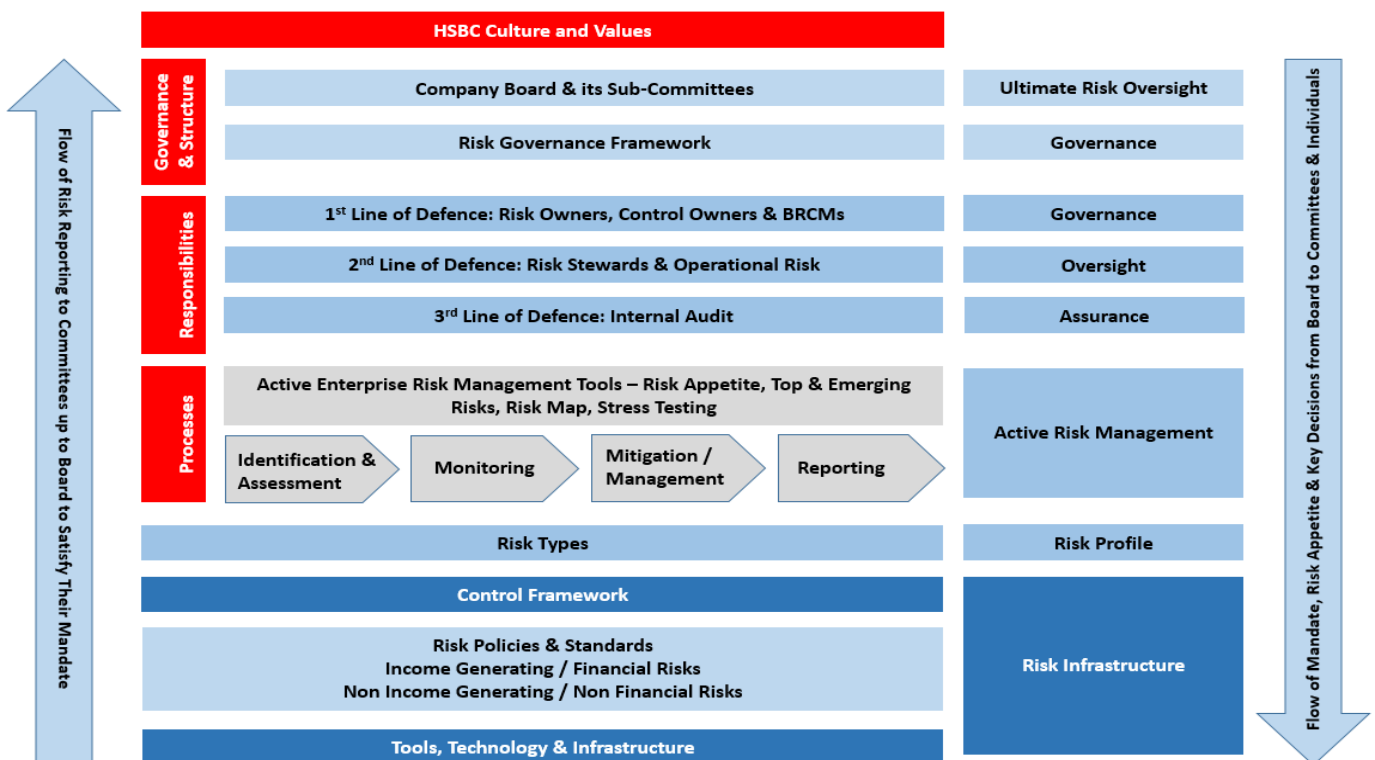 HSBC Culture and Values
Flow of Risk Reporting to Committees up to Board to Satisfy Their Mandate
Governance
& Structure
Company Board & its Sub-Committees
Ultimate Risk Oversight
Risk Governance Framework
Governance
Responsibilities
1st Line of Defence: Risk Owners, Control Owners & BRCMs
Governance
2nd Line of Defence: Risk Stewards & Operational Risk
Oversight
3rd Line of Defence: Internal Audit
Assurance
Processes
Active Enterprise Risk Management Tools – Risk Appetite, Top & Emerging
Risks, Risk Map, Stress Testing
Identification &
Assessment
Monitoring
Mitigation /
Management
Reporting
Active Risk Management
Risk Types
Risk Profile
Control Framework
Risk Policies & Standards
Income Generating / Financial Risks
Non Income Generating / Non Financial Risks
Tools, Technology & Infrastructure
Risk Infrastructure
Flow of Mandate, Risk Appetite & Key Decisions from Board to Committees & Individuals